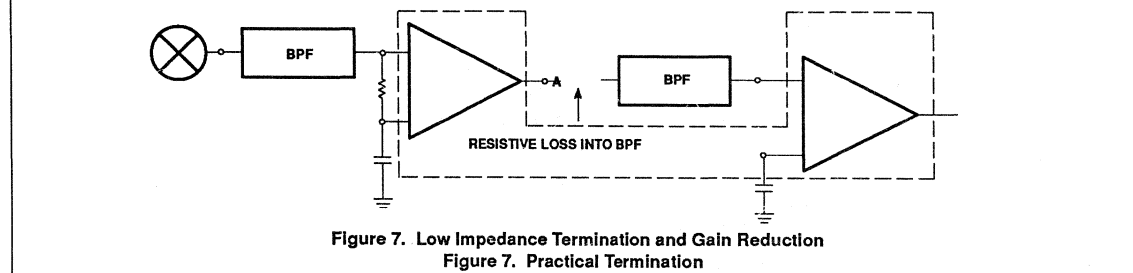 BPF
A
BPF
RESISTIVE LOSS INTO BPF
Figure 7. Low Impedance Termination and Gain Reduction
Figure 7. Practical Termination